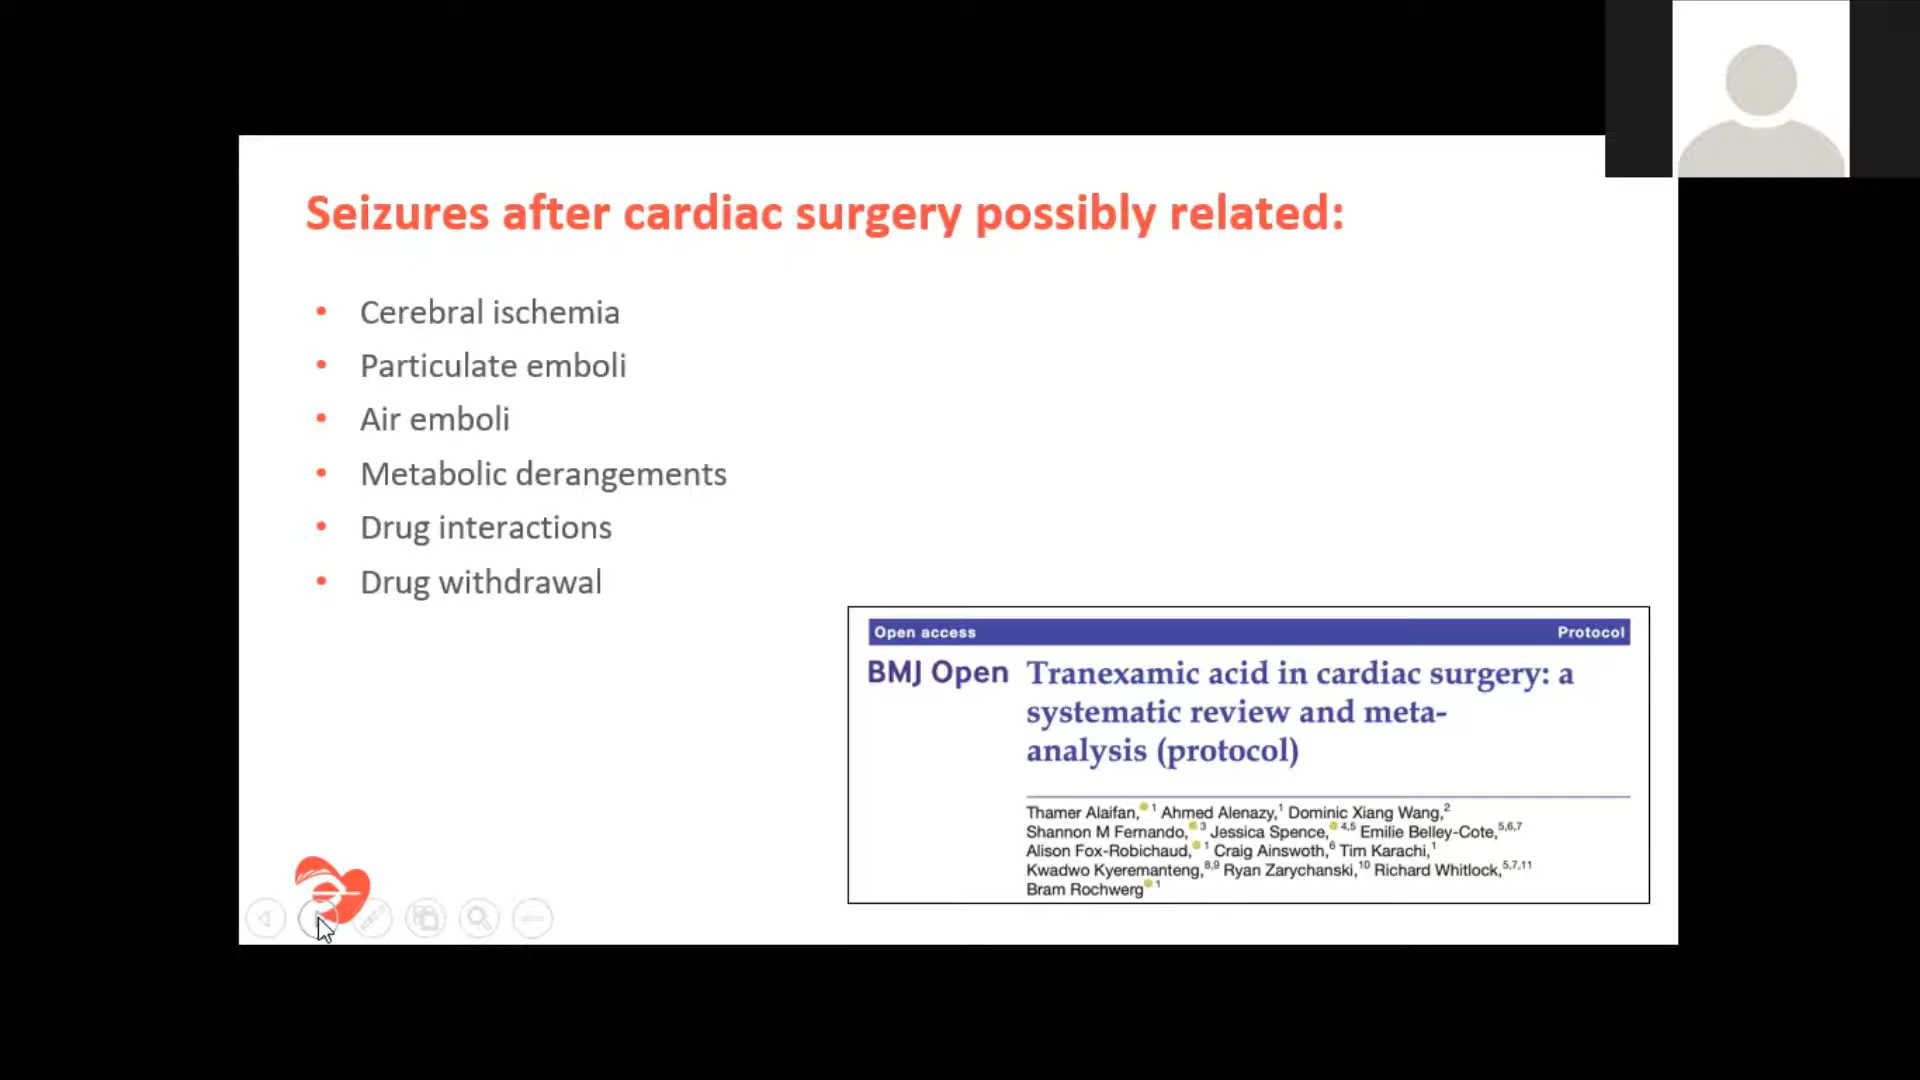 Seizures after cardiac surgery possibly related:
• Cerebral ischemia
• Particulate emboli
• Air emboli
• Metabolic derangements
• Drug interactions
• Drug withdrawal
Open access Protocol
BMJ Open Tranexamic acid in cardiac surgery: a
systematic review and meta-
analysis (protocol)
Thamer Alaifan,1 Ahmed Alenazy,1 Dominic Xiang Wang,2
Shannon M Fernando,3 Jessica Spence,4,5 Emilie Belley-Cote,5,6,7
Alison Fox-Robichaud,1 Craig Ainswoth,6 Tim Karachi,1
Kwadwo Kyeremanteng,8,9 Ryan Zarychanski,10 Richard Whitlock,5,7,11
Bram Rochwerg1